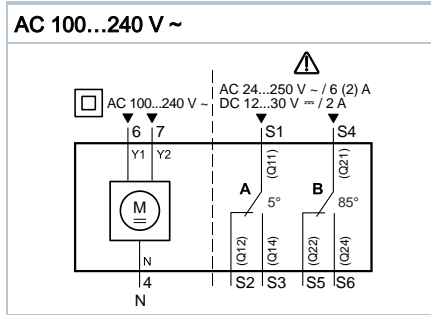 AC 100...240 V ~
AC 24...250 V ~ / 6 (2) A
AC 100...240 V ~
DC 12...30 V ⎓ / 2 A
6 7 S1 S4
Y1 Y2 (Q11) (Q21)
A B
M 5° 85°
N (Q12) (Q14) (Q22) (Q24)
4 S2 S3 S5 S6
N